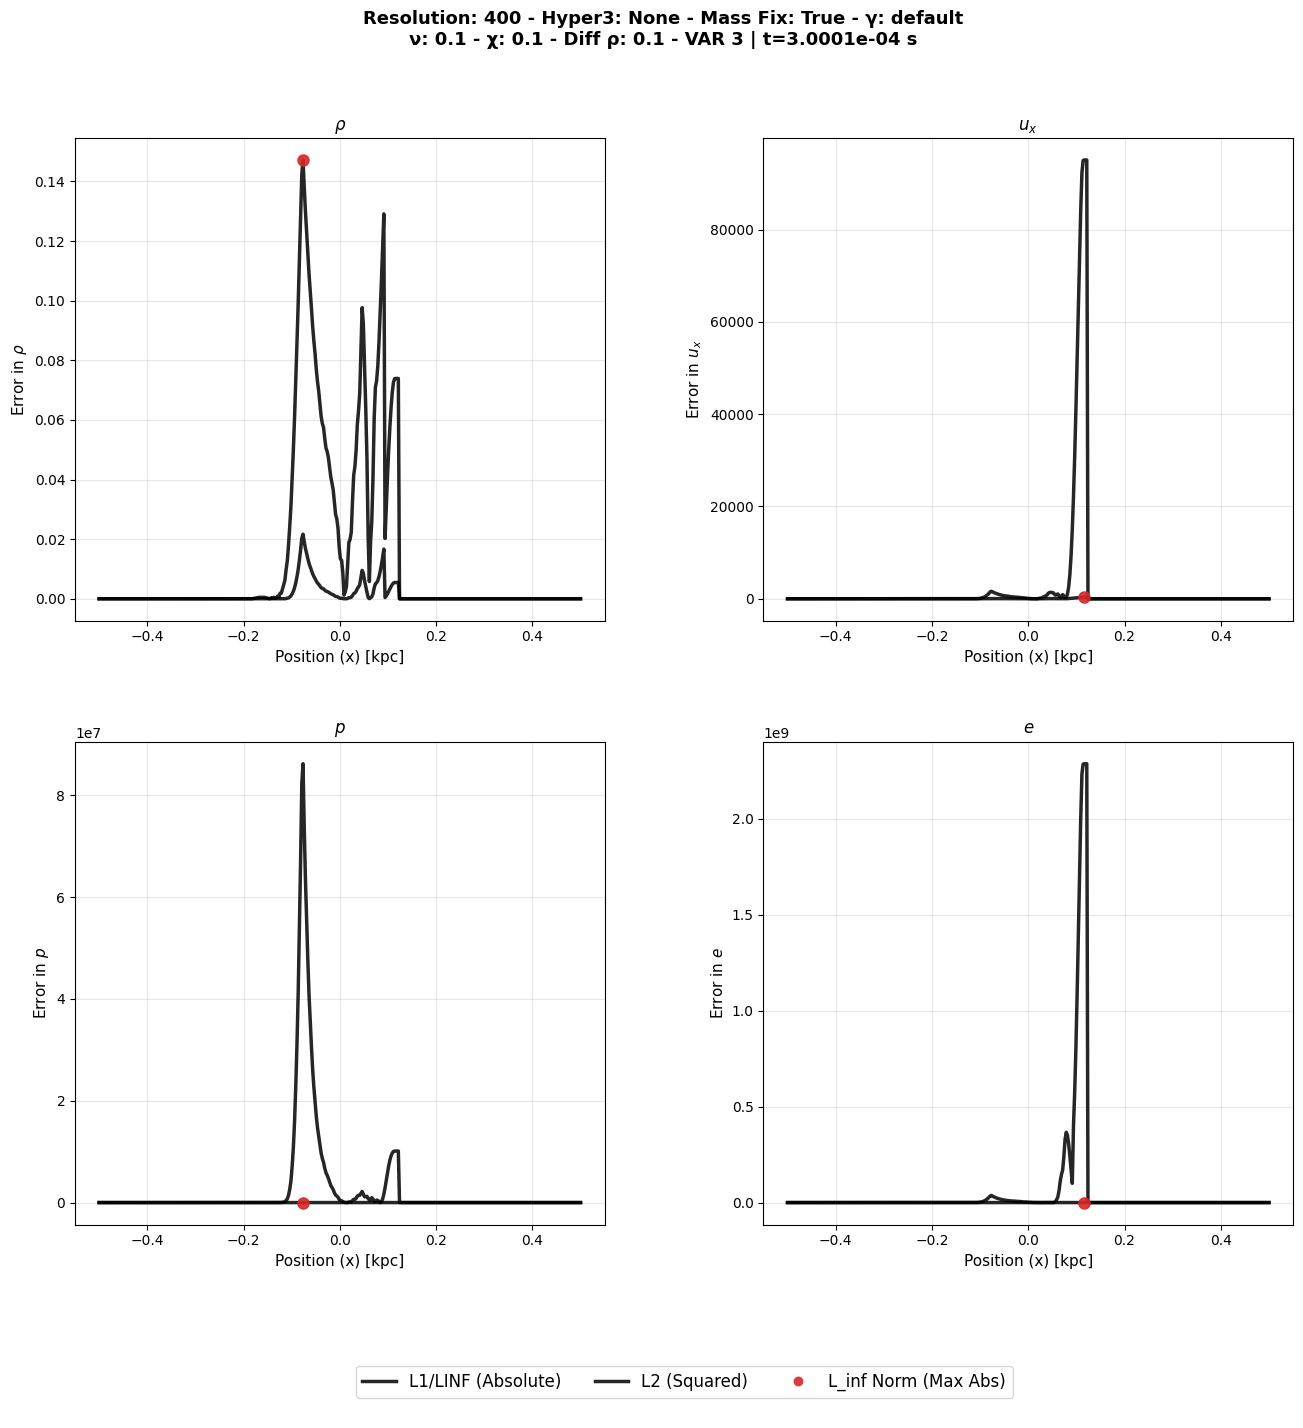 Resolution: 400 - Hyper3: None - Mass Fix: True - γ: default
ν: 0.1 - χ: 0.1 - Diff ρ: 0.1 - VAR 3 | t=3.0001e-04 s
ρ
0.14
0.12
0.10
0.08
0.06
0.04
0.02
0.00
Error in ρ
−0.4 −0.2 0.0 0.2 0.4
Position (x) [kpc]
u_x
80000
60000
40000
20000
0
Error in u_x
−0.4 −0.2 0.0 0.2 0.4
Position (x) [kpc]
p
1e7
8
6
4
2
0
Error in p
−0.4 −0.2 0.0 0.2 0.4
Position (x) [kpc]
e
1e9
2.0
1.5
1.0
0.5
0.0
Error in e
−0.4 −0.2 0.0 0.2 0.4
Position (x) [kpc]
L1/LINF (Absolute) L2 (Squared) L_inf Norm (Max Abs)